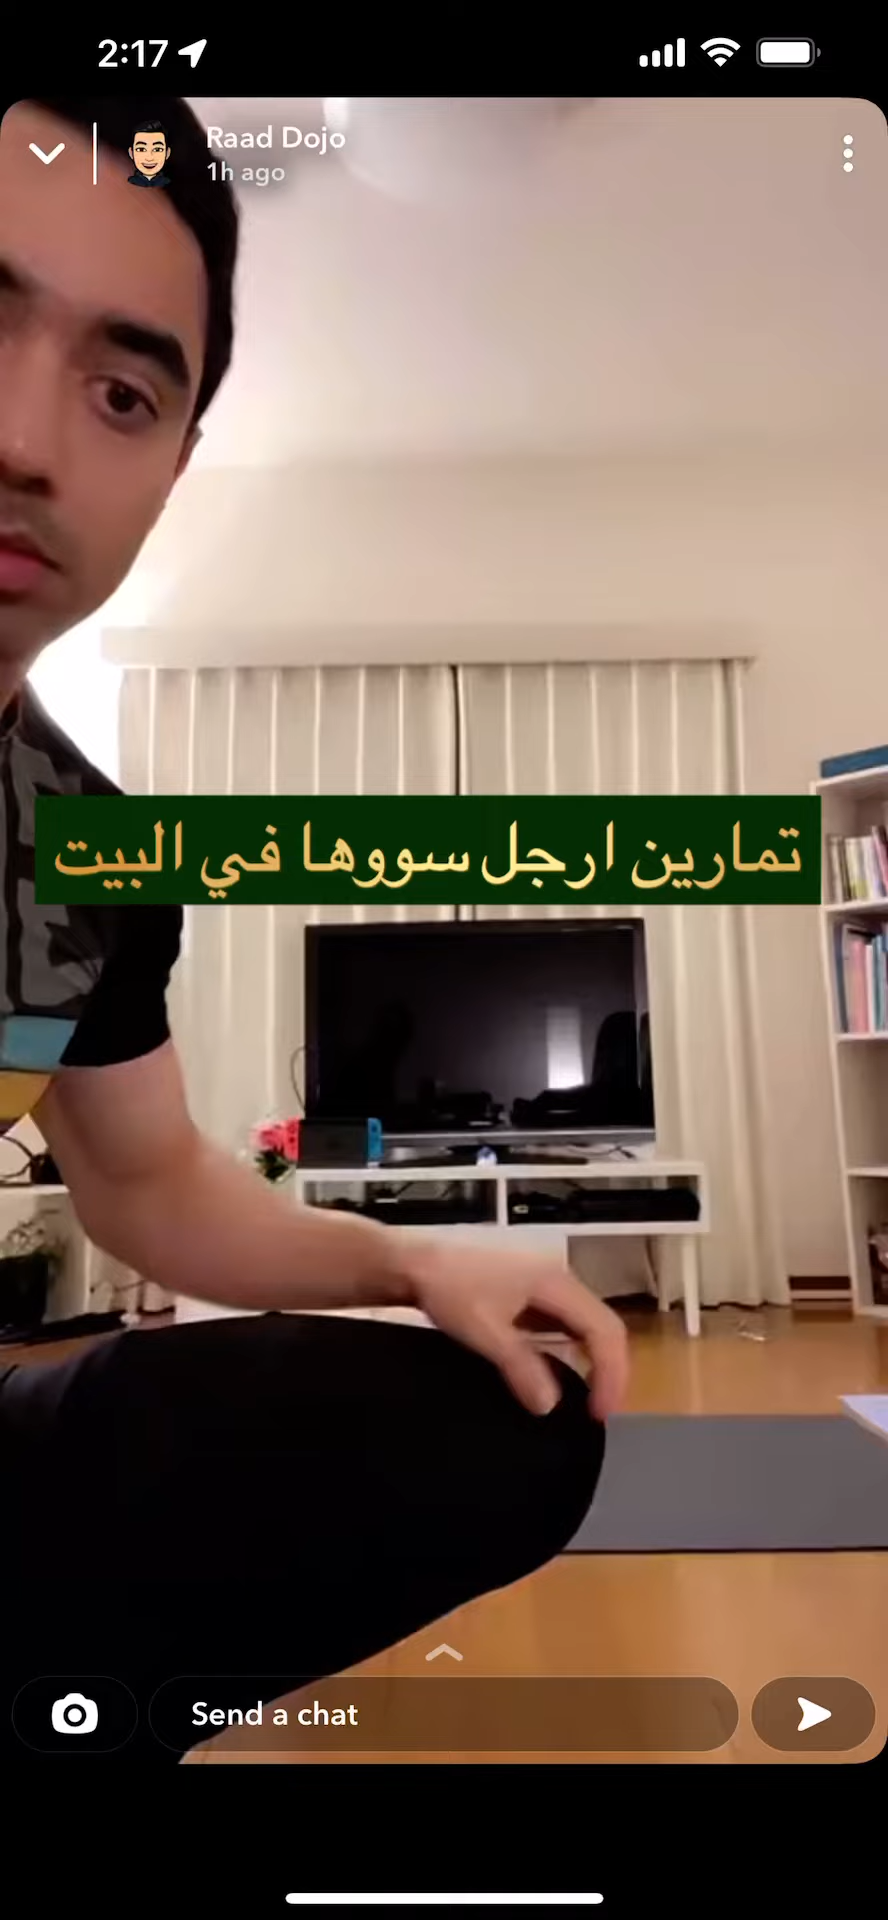 2:17
Raad Dojo
1h ago
تمارين ارجل سووها في البيت
Send a chat